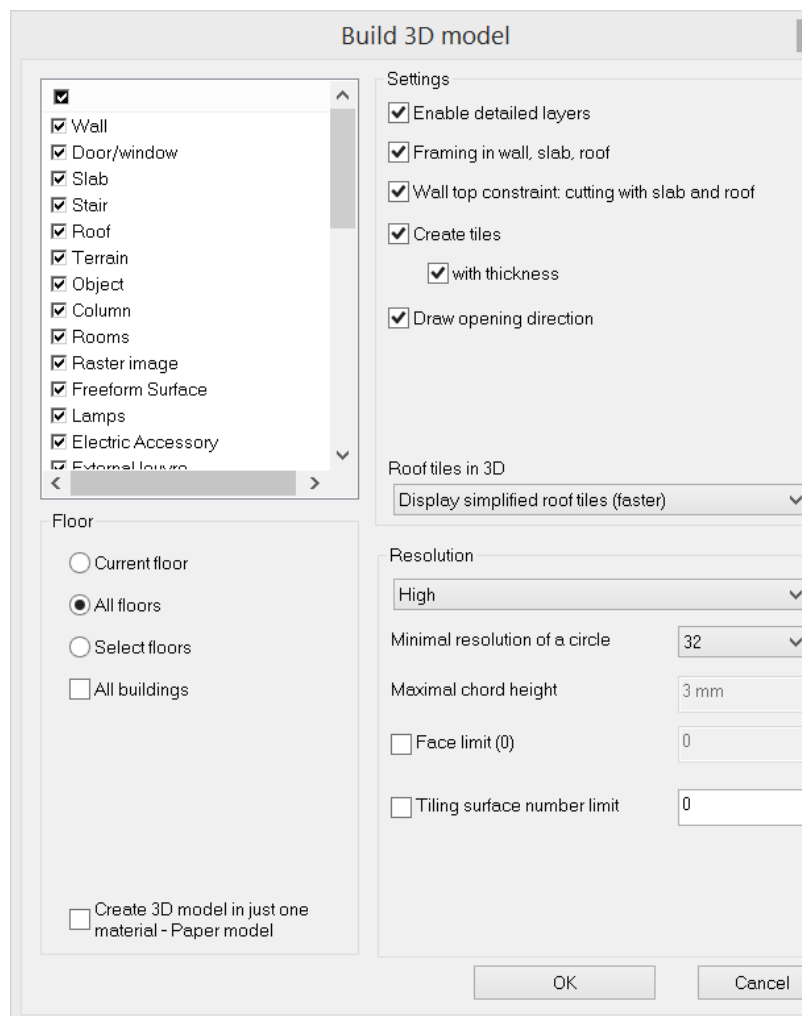 Build 3D model
Wall
Door/window
Slab
Stair
Roof
Terrain
Object
Column
Rooms
Raster image
Freeform Surface
Lamps
Electric Accessory
External louvre
Floor
Current floor
All floors
Select floors
All buildings
Create 3D model in just one
material - Paper model
Settings
Enable detailed layers
Framing in wall, slab, roof
Wall top constraint: cutting with slab and roof
Create tiles
with thickness
Draw opening direction
Roof tiles in 3D
Display simplified roof tiles (faster)
Resolution
High
Minimal resolution of a circle 32
Maximal chord height 3 mm
Face limit (0) 0
Tiling surface number limit 0
OK Cancel